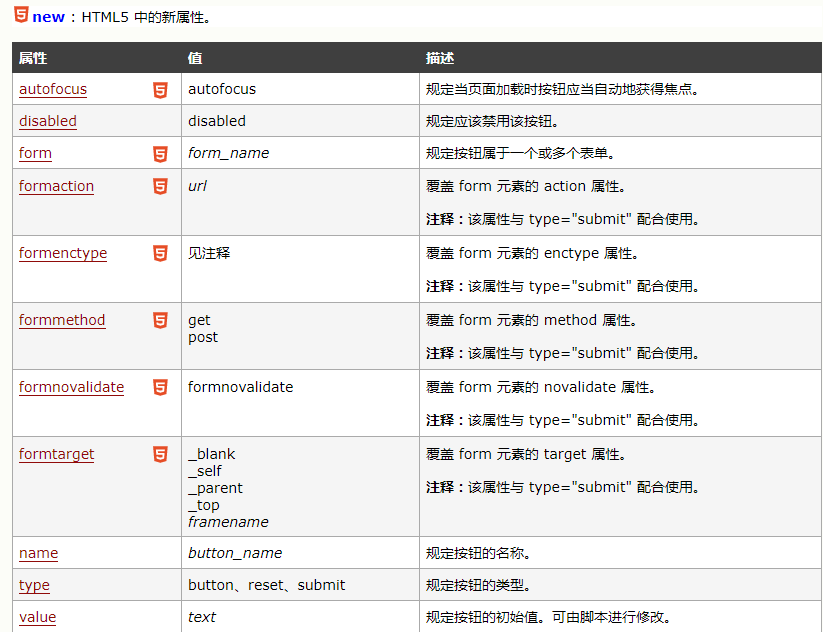 5 new : HTML5 中的新属性。
属性 值 描述
autofocus 5 autofocus 规定当页面加载时按钮应当自动地获得焦点。
disabled disabled 规定应该禁用该按钮。
form 5 form_name 规定按钮属于一个或多个表单。
formaction 5 url 覆盖 form 元素的 action 属性。
注释：该属性与 type="submit" 配合使用。
formenctype 5 见注释 覆盖 form 元素的 enctype 属性。
注释：该属性与 type="submit" 配合使用。
formmethod 5 get 覆盖 form 元素的 method 属性。
post
注释：该属性与 type="submit" 配合使用。
formnovalidate 5 formnovalidate 覆盖 form 元素的 novalidate 属性。
注释：该属性与 type="submit" 配合使用。
formtarget 5 _blank 覆盖 form 元素的 target 属性。
_self
_parent 注释：该属性与 type="submit" 配合使用。
_top
framename
name button_name 规定按钮的名称。
type button、reset、submit 规定按钮的类型。
value text 规定按钮的初始值。可由脚本进行修改。